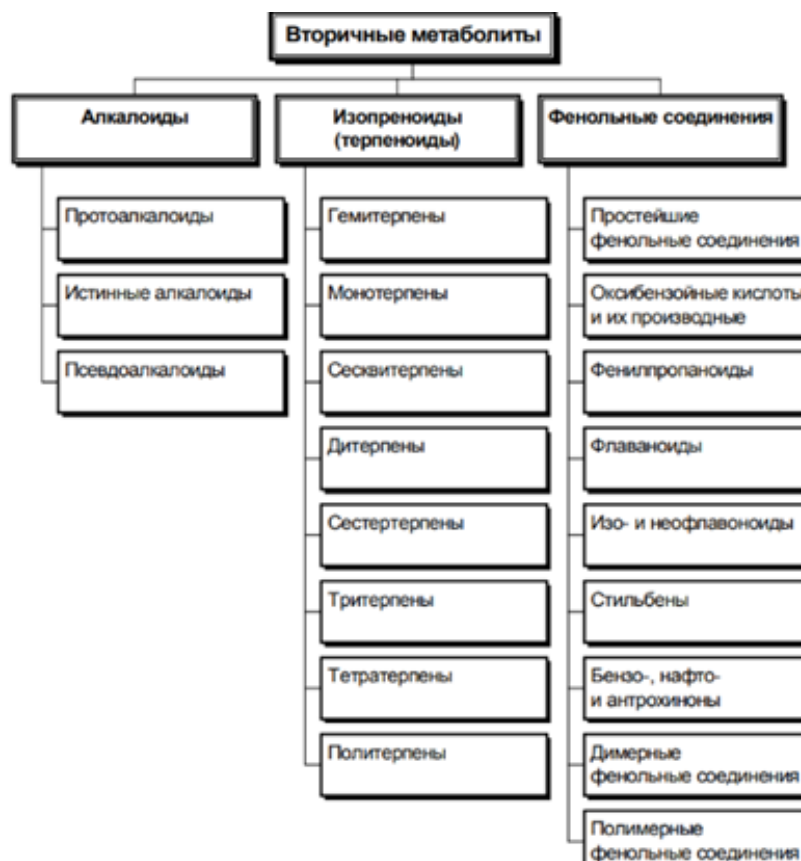 Вторичные метаболиты
Алкалоиды
Протоалкалоиды
Истинные алкалоиды
Псевдоалкалоиды
Изопреноиды
(терпеноиды)
Гемитерпены
Монотерпены
Сесквитерпены
Дитерпены
Сестертерпены
Тритерпены
Тетратерпены
Политерпены
Фенольные соединения
Простейшие
фенольные соединения
Оксибензойные кислоты
и их производные
Фенилпропаноиды
Флаваноиды
Изо- и неофлавоноиды
Стильбены
Бензо-, нафто-
и антрохиноны
Димерные
фенольные соединения
Полимерные
фенольные соединения